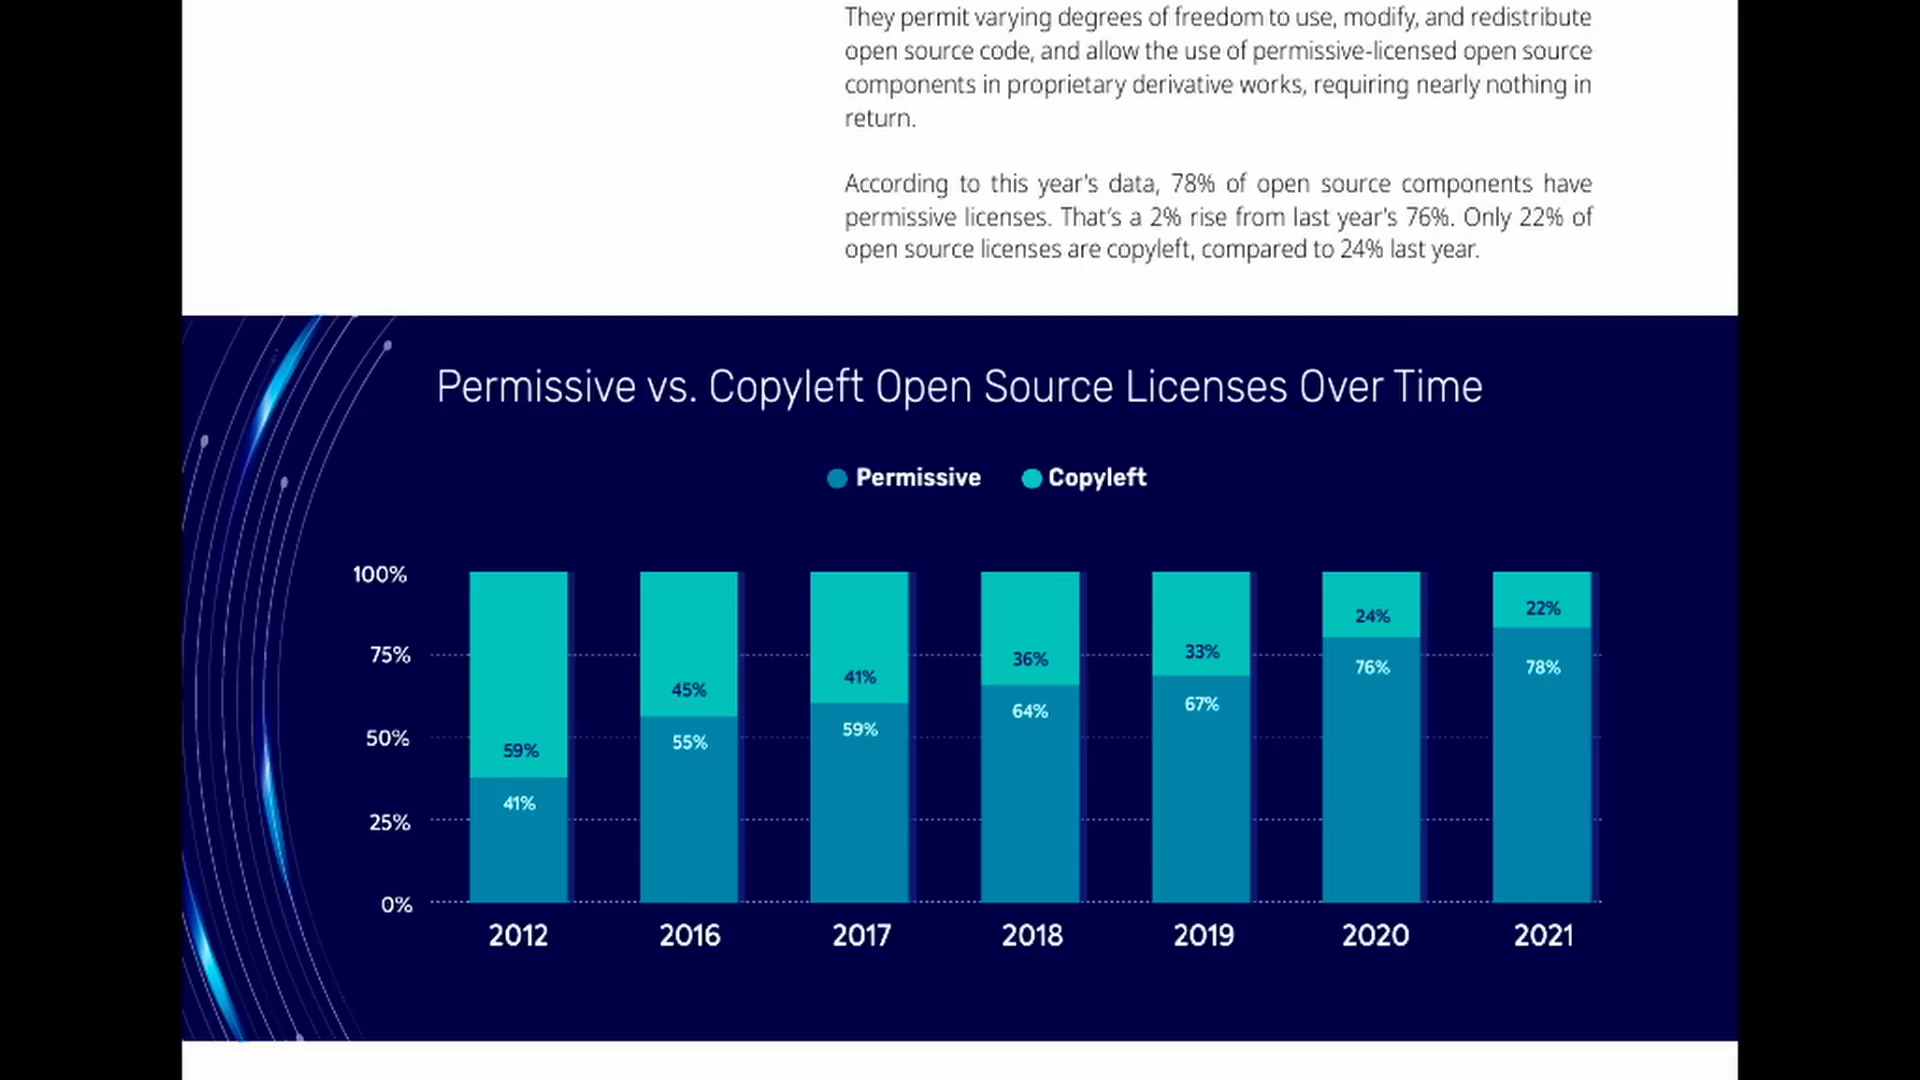 They permit varying degrees of freedom to use, modify, and redistribute
open source code, and allow the use of permissive-licensed open source
components in proprietary derivative works, requiring nearly nothing in
return.
According to this year's data, 78% of open source components have
permissive licenses. That's a 2% rise from last year's 76%. Only 22% of
open source licenses are copyleft, compared to 24% last year.
Permissive vs. Copyleft Open Source Licenses Over Time
Permissive Copyleft
100%
75%
50%
25%
0%
59%
41%
45%
55%
41%
59%
36%
64%
33%
67%
24%
76%
22%
78%
2012 2016 2017 2018 2019 2020 2021